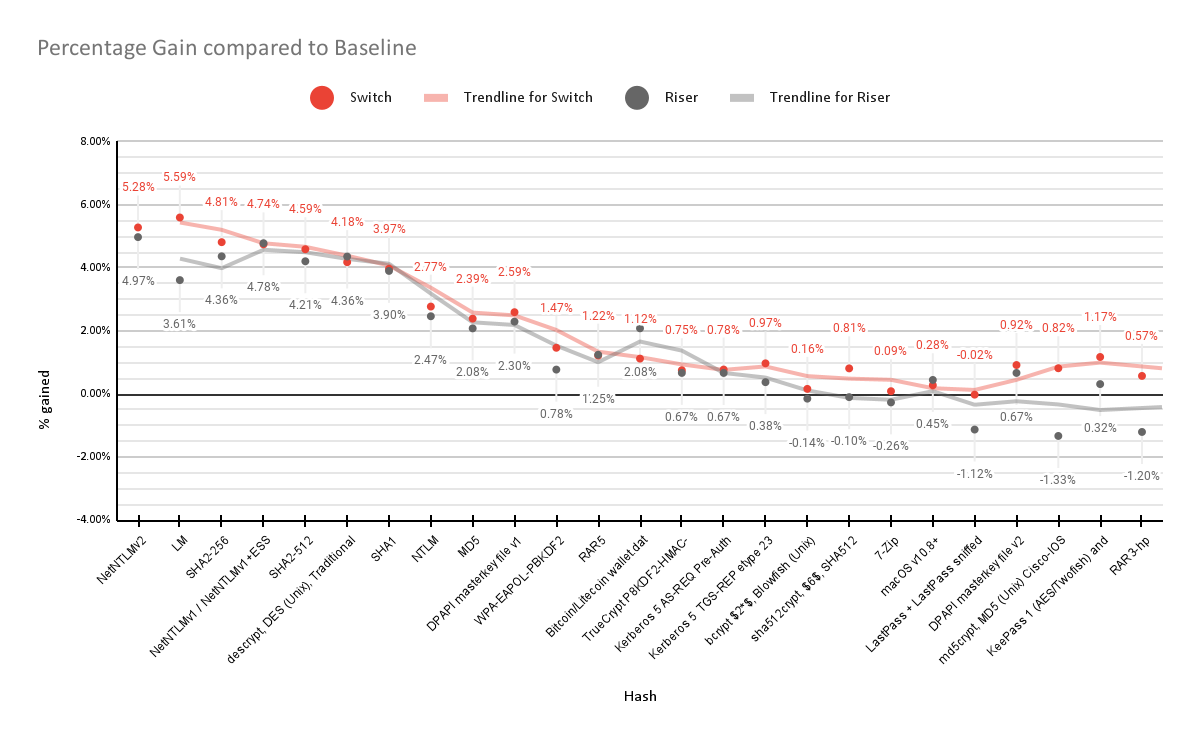 Percentage Gain compared to Baseline
Switch Trendline for Switch Riser Trendline for Riser
8.00%
6.00%
4.00%
2.00%
0.00%
-2.00%
-4.00%
% gained
5.28% 5.59% 4.81% 4.74% 4.59% 4.18% 3.97% 2.77% 2.39% 2.59% 1.47% 1.22% 1.12% 0.75% 0.78% 0.97% 0.16% 0.81% 0.09% 0.28% -0.02% 0.92% 0.82% 1.17% 0.57%
4.97% 3.61% 4.36% 4.78% 4.21% 4.36% 3.90% 2.47% 2.08% 2.30% 0.78% 1.25% 2.08% 0.67% 0.67% 0.38% -0.14% -0.10% -0.26% 0.45% -1.12% 0.67% -1.33% 0.32% -1.20%
NetNTLMv2
LM
SHA2-256
NetNTLMv1 / NetNTLMv1+ESS
SHA2-512
descrypt, DES (Unix), Traditional
SHA1
NTLM
MD5
DPAPI masterkey file v1
WPA-EAPOL-PBKDF2
RAR5
Bitcoin/Litecoin wallet.dat
TrueCrypt PBKDF2-HMAC-
Kerberos 5 AS-REQ Pre-Auth
Kerberos 5 TGS-REP etype 23
bcrypt $2*$, Blowfish (Unix)
sha512crypt, $6$, SHA512
7-Zip
macOS v10.8+
LastPass + LastPass sniffed
DPAPI masterkey file v2
md5crypt, MD5 (Unix) Cisco-IOS
KeePass 1 (AES/Twofish) and
RAR3-hp
Hash